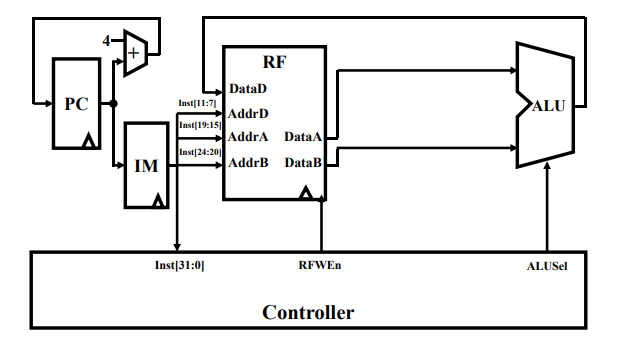 4
+
RF
DataD
PC
Inst[11:7]
AddrD
ALU
Inst[19:15]
AddrA
DataA
Inst[24:20]
AddrB
DataB
IM
Inst[31:0]
RFWEn
ALUSel
Controller